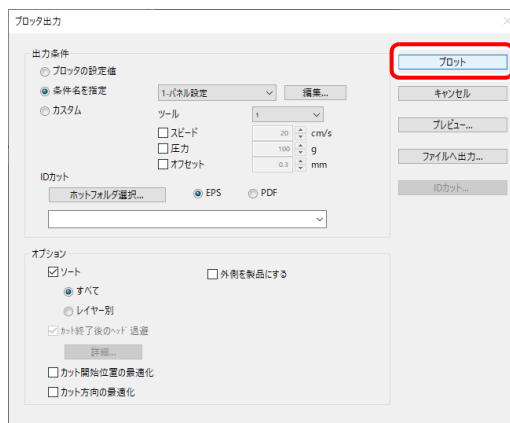 プロッタ出力
出力条件
プロッタの設定値
条件名を指定
1-パネル設定
編集...
カスタム
ツール
1
スピード
20
cm/s
圧力
100
g
オフセット
0.3
mm
IDカット
ホットフォルダ選択...
EPS
PDF
オプション
ソート
外側を製品にする
すべて
レイヤー別
カット終了後のヘッド退避
詳細...
カット開始位置の最適化
カット方向の最適化
プロット
キャンセル
プレビュー...
ファイルへ出力...
IDカット...